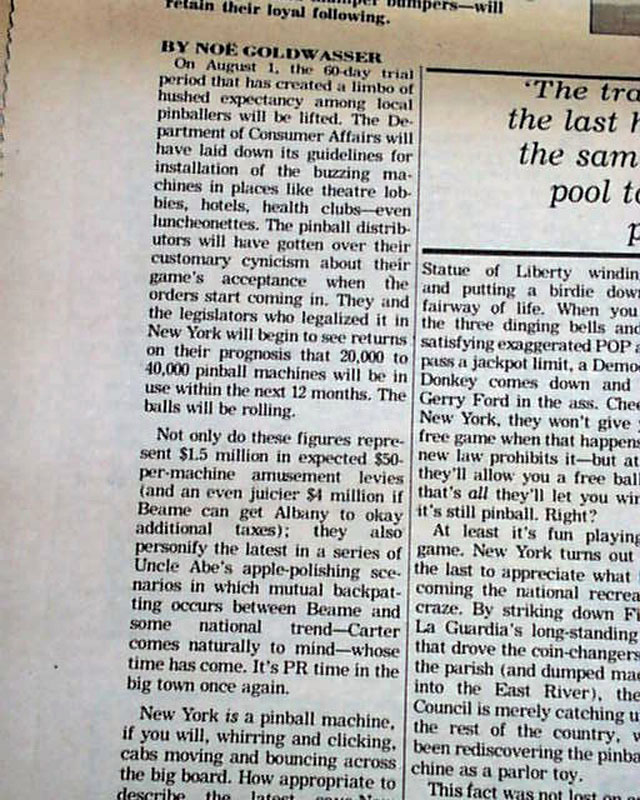 bumpers—will
retain their loyal following.
BY NOË GOLDWASSER
On August 1, the 60-day trial
period that has created a limbo of
hushed expectancy among local
pinballers will be lifted. The De-
partment of Consumer Affairs will
have laid down its guidelines for
installation of the buzzing ma-
chines in places like theatre lob-
bies, hotels, health clubs—even
luncheonettes. The pinball distrib-
utors will have gotten over their
customary cynicism about their
game's acceptance when the
orders start coming in. They and
the legislators who legalized it in
New York will begin to see returns
on their prognosis that 20,000 to
40,000 pinball machines will be in
use within the next 12 months. The
balls will be rolling.
Not only do these figures repre-
sent $1.5 million in expected $50-
per-machine amusement levies
(and an even juicier $4 million if
Beame can get Albany to okay
additional taxes); they also
personify the latest in a series of
Uncle Abe's apple-polishing sce-
narios in which mutual backpat-
ting occurs between Beame and
some national trend—Carter
comes naturally to mind—whose
time has come. It's PR time in the
big town once again.
New York is a pinball machine,
if you will, whirring and clicking,
cabs moving and bouncing across
the big board. How appropriate to
describe the latest
'The tra
the last h
the sam
pool to
p
Statue of Liberty windin
and putting a birdie dow
fairway of life. When you
the three dinging bells and
satisfying exaggerated POP a
pass a jackpot limit, a Demo
Donkey comes down and
Gerry Ford in the ass. Chee
New York, they won't give y
free game when that happens
new law prohibits it—but at
they'll allow you a free ball
that's all they'll let you win
it's still pinball. Right?
At least it's fun playing
game. New York turns out
the last to appreciate what
coming the national recrea
craze. By striking down Fi
La Guardia's long-standing
that drove the coin-changers
the parish (and dumped mac
into the East River), the
Council is merely catching u
the rest of the country, w
been rediscovering the pinba
chine as a parlor toy.
This fact was not lost on